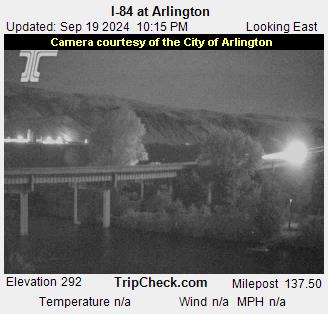 I-84 at Arlington
Updated: Sep 19 2024 10:15 PM Looking East
Camera courtesy of the City of Arlington
Elevation 292 TripCheck.com Milepost 137.50
Temperature n/a Wind n/a MPH n/a